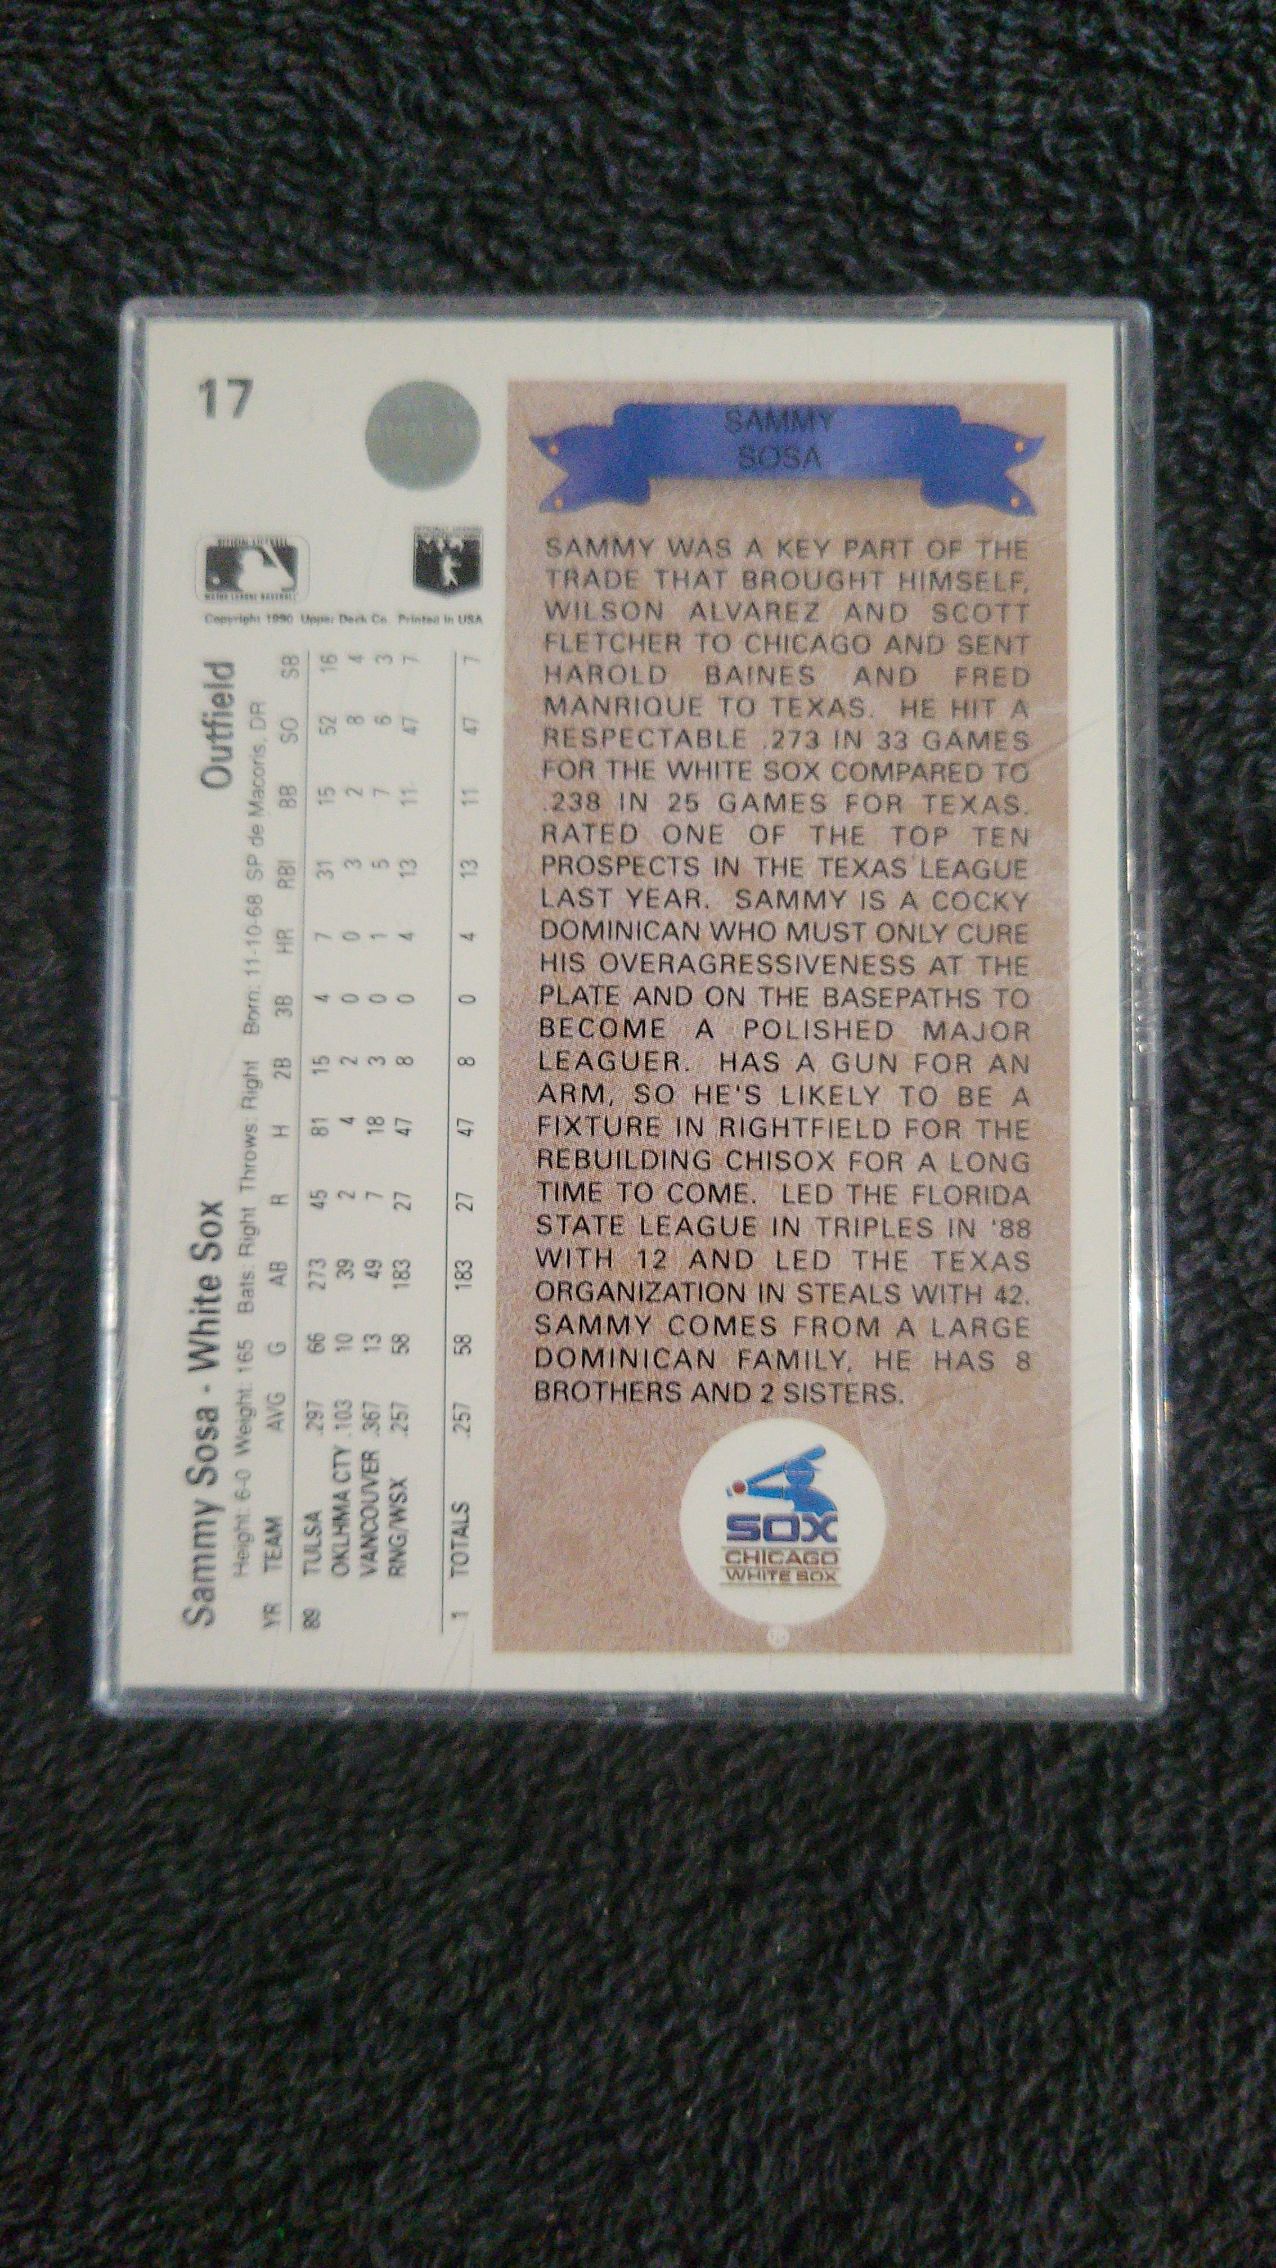 17
SAMMY
SOSA
SAMMY WAS A KEY PART OF THE
TRADE THAT BROUGHT HIMSELF,
WILSON ALVAREZ AND SCOTT
FLETCHER TO CHICAGO AND SENT
HAROLD BAINES AND FRED
MANRIQUE TO TEXAS. HE HIT A
RESPECTABLE .273 IN 33 GAMES
FOR THE WHITE SOX COMPARED TO
.238 IN 25 GAMES FOR TEXAS.
RATED ONE OF THE TOP TEN
PROSPECTS IN THE TEXAS LEAGUE
LAST YEAR. SAMMY IS A COCKY
DOMINICAN WHO MUST ONLY CURE
HIS OVERAGRESSIVENESS AT THE
PLATE AND ON THE BASEPATHS TO
BECOME A POLISHED MAJOR
LEAGUER. HAS A GUN FOR AN
ARM, SO HE'S LIKELY TO BE A
FIXTURE IN RIGHTFIELD FOR THE
REBUILDING CHISOX FOR A LONG
TIME TO COME. LED THE FLORIDA
STATE LEAGUE IN TRIPLES IN '88
WITH 12 AND LED THE TEXAS
ORGANIZATION IN STEALS WITH 42.
SAMMY COMES FROM A LARGE
DOMINICAN FAMILY, HE HAS 8
BROTHERS AND 2 SISTERS.
SOX
CHICAGO
WHITE SOX
Copyright 1990 Upper Deck Co. Printed in USA
Sammy Sosa - White Sox Outfield
Height: 6-0 Weight: 165 Bats: Right Throws Right Born: 11-10-68 SP de Macoris, DR
YR TEAM AVG G AB R H 2B 3B HR RBI BB SO SB
89 TULSA .297 66 273 45 81 15 4 7 31 15 52 16
OKLHMA CTY .103 10 39 2 4 2 0 0 3 2 8 4
VANCOUVER .367 13 49 7 18 3 0 1 5 7 6 3
RNG/WSX .257 58 183 27 47 8 0 4 13 11 47 7
1 TOTALS .257 58 183 27 47 8 0 4 13 11 47 7